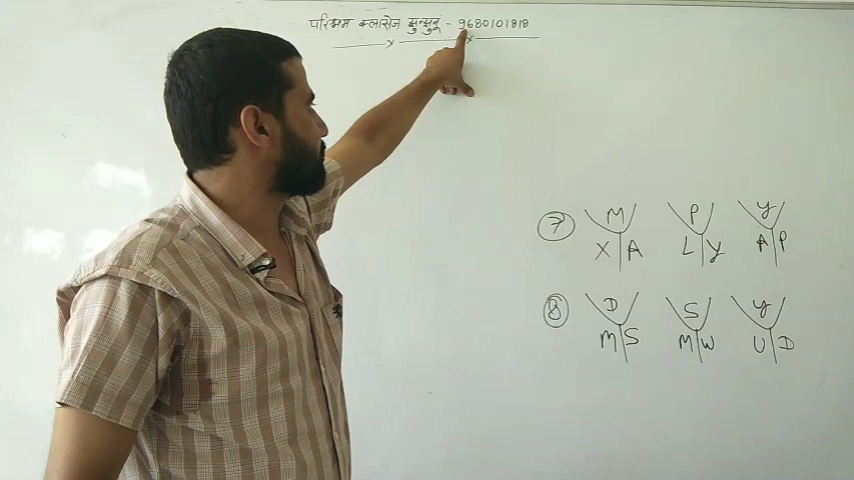 परिश्रम क्लासेज झुन्झुनू - 9680101818
7 M P Y
X A L Y A P
8 D S Y
M S M W U D